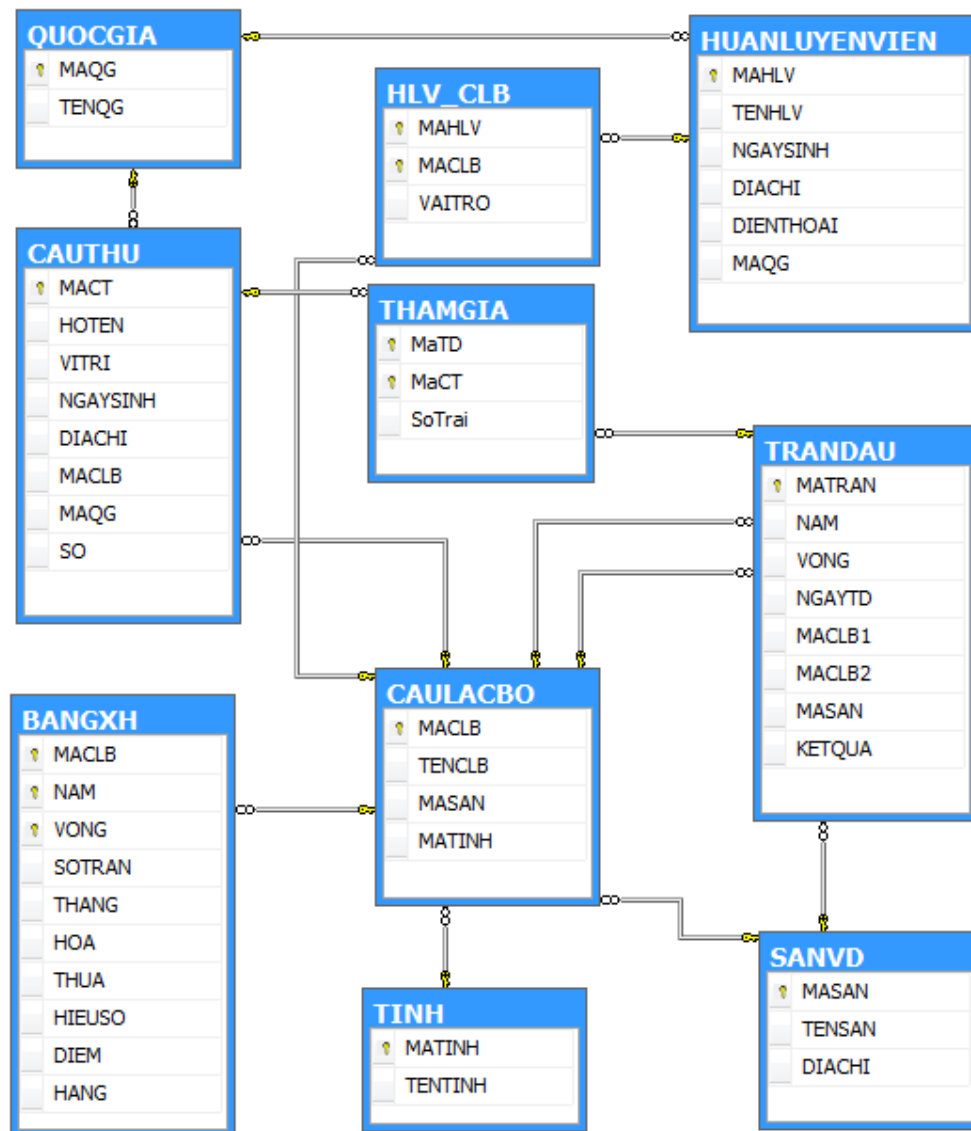 QUOCGIA
MAQG
TENQG
HUANLUYENVIEN
MAHLV
TENHLV
NGAYSINH
DIACHI
DIENTHOAI
MAQG
HLV_CLB
MAHLV
MACLB
VAITRO
CAUTHU
MACT
HOTEN
VITRI
NGAYSINH
DIACHI
MACLB
MAQG
SO
THAMGIA
MaTD
MaCT
SoTrai
TRANDAU
MATRAN
NAM
VONG
NGAYTD
MACLB1
MACLB2
MASAN
KETQUA
CAULACBO
MACLB
TENCLB
MASAN
MATINH
BANGXH
MACLB
NAM
VONG
SOTRAN
THANG
HOA
THUA
HIEUSO
DIEM
HANG
TINH
MATINH
TENTINH
SANVD
MASAN
TENSAN
DIACHI